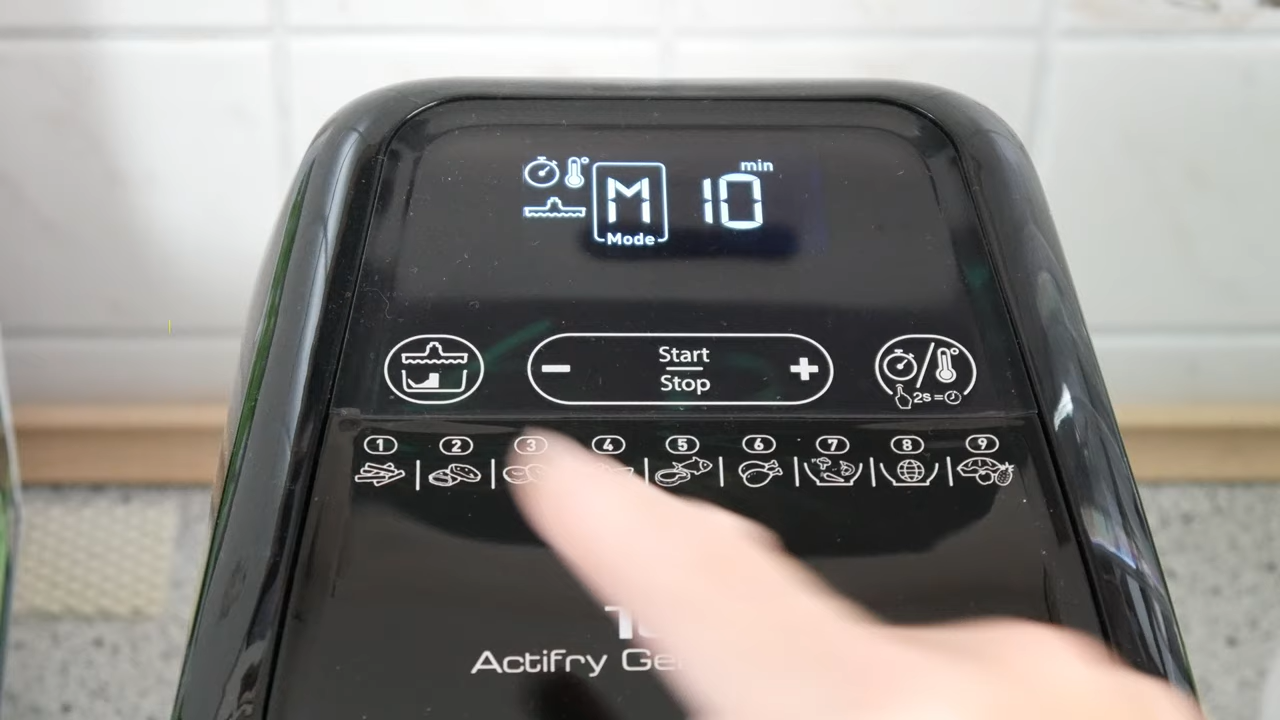 min
M 10
Mode
Start
Stop
− +
2s=
1 2 3 4 5 6 7 8 9
ActiFry